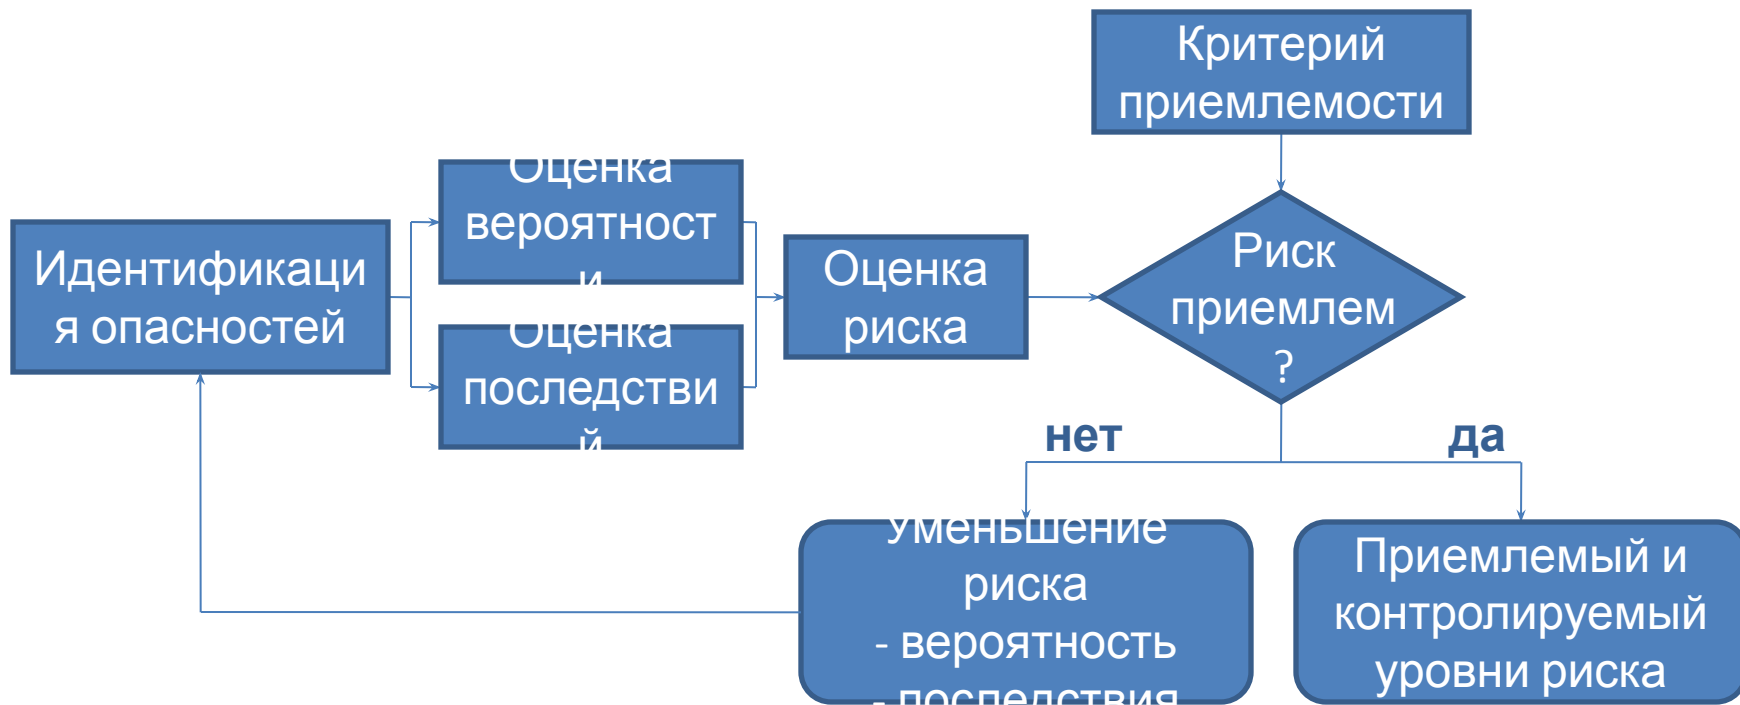 Критерий
приемлемости
Оценка
вероятност
и
Идентификаци
я опасностей
Оценка
последстви
й
Оценка
риска
Риск
приемлем
?
нет
да
Уменьшение
риска
- вероятность
- последствия
Приемлемый и
контролируемый
уровни риска